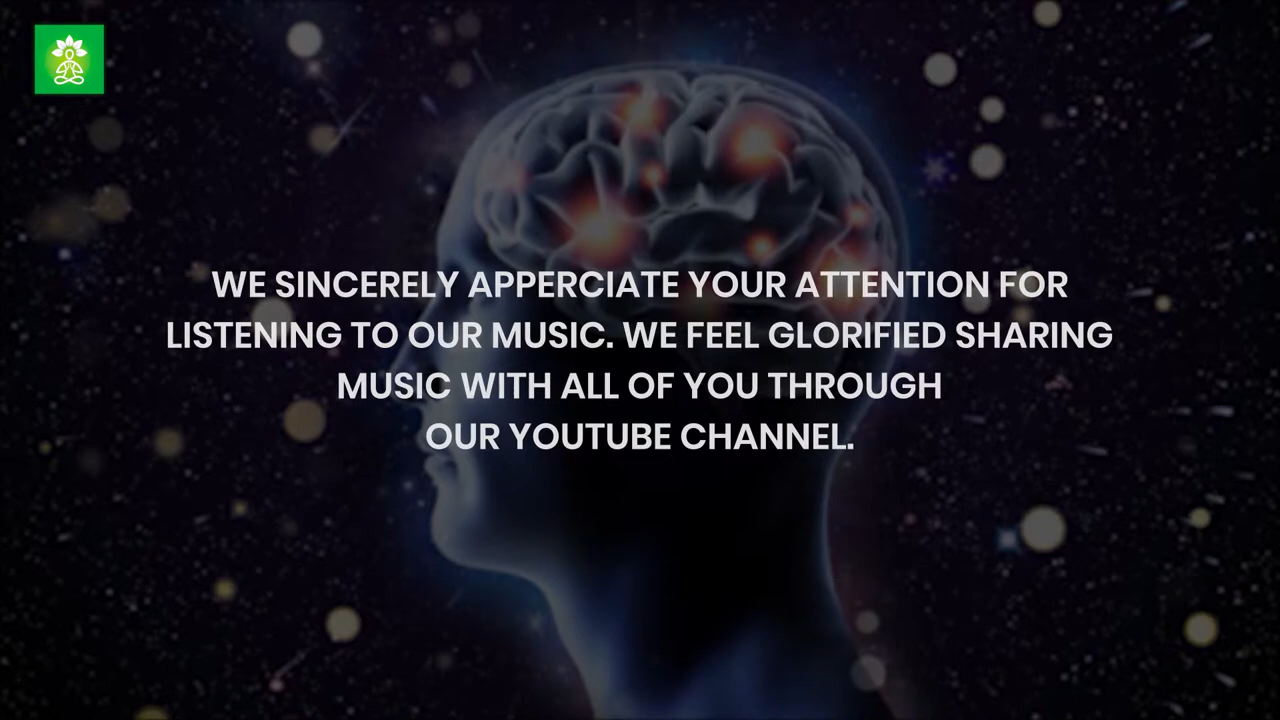 WE SINCERELY APPERCIATE YOUR ATTENTION FOR
LISTENING TO OUR MUSIC. WE FEEL GLORIFIED SHARING
MUSIC WITH ALL OF YOU THROUGH
OUR YOUTUBE CHANNEL.